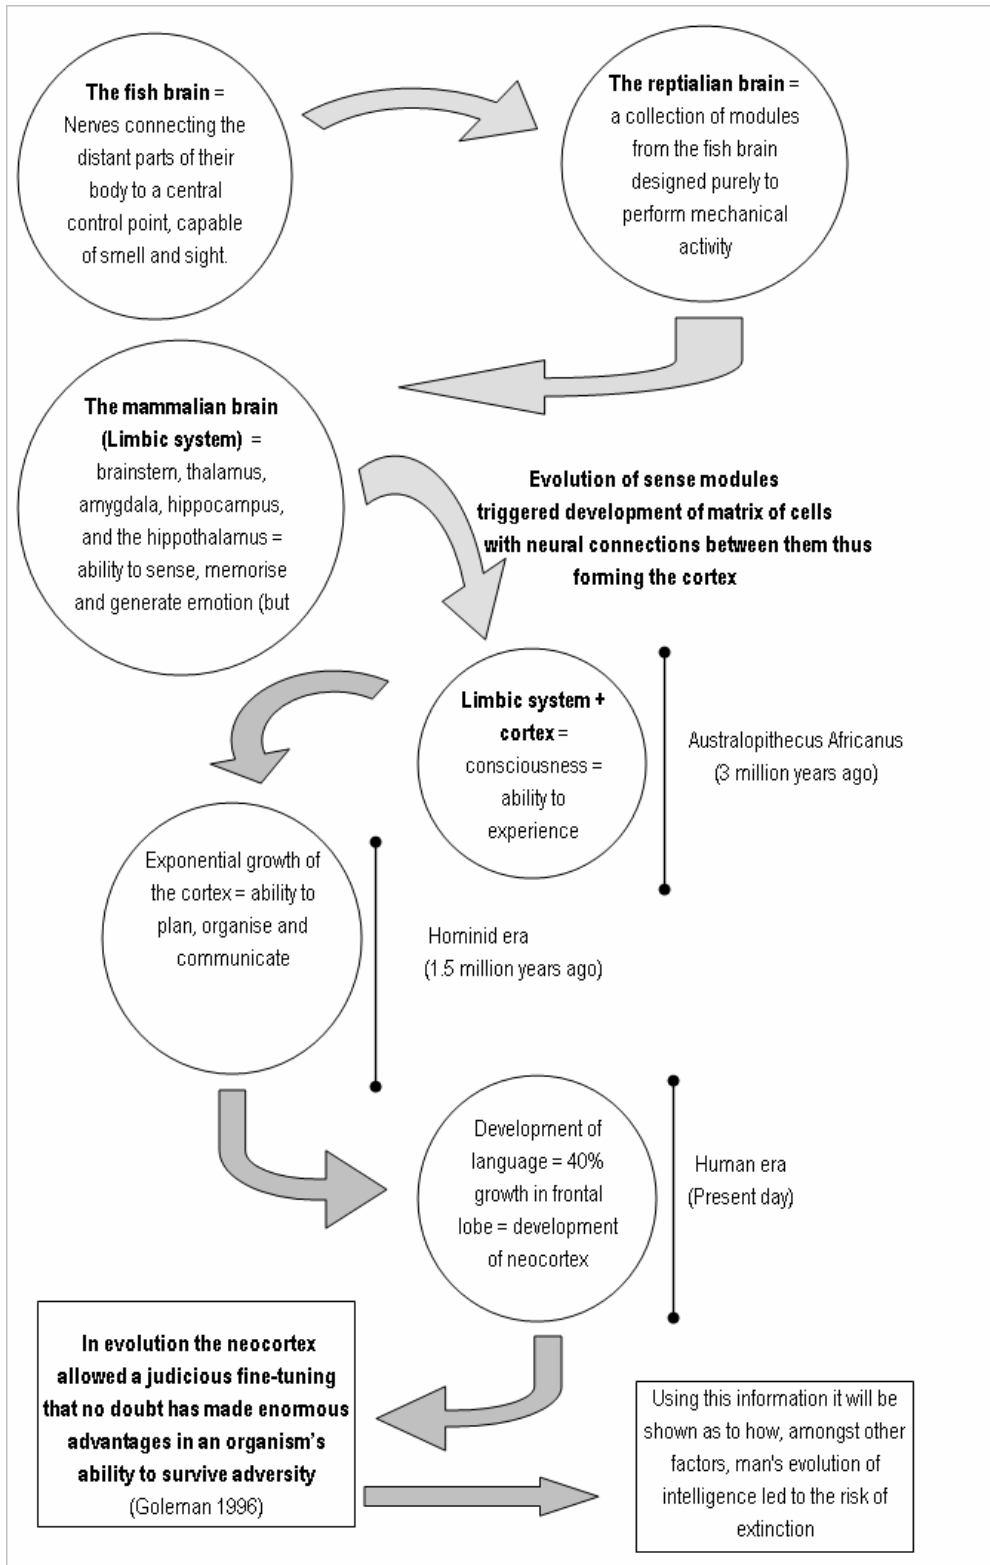 The fish brain =
Nerves connecting the
distant parts of their
body to a central
control point, capable
of smell and sight.
The reptialian brain =
a collection of modules
from the fish brain
designed purely to
perform mechanical
activity
The mammalian brain
(Limbic system) =
brainstem, thalamus,
amygdala, hippocampus,
and the hippothalamus =
ability to sense, memorise
and generate emotion (but
Evolution of sense modules
triggered development of matrix of cells
with neural connections between them thus
forming the cortex
Limbic system +
cortex =
consciousness =
ability to
experience
Australopithecus Africanus
(3 million years ago)
Exponential growth of
the cortex = ability to
plan, organise and
communicate
Hominid era
(1.5 million years ago)
Development of
language = 40%
growth in frontal
lobe = development
of neocortex
Human era
(Present day)
In evolution the neocortex
allowed a judicious fine-tuning
that no doubt has made enormous
advantages in an organism's
ability to survive adversity
(Goleman 1996)
Using this information it will be
shown as to how, amongst other
factors, man's evolution of
intelligence led to the risk of
extinction